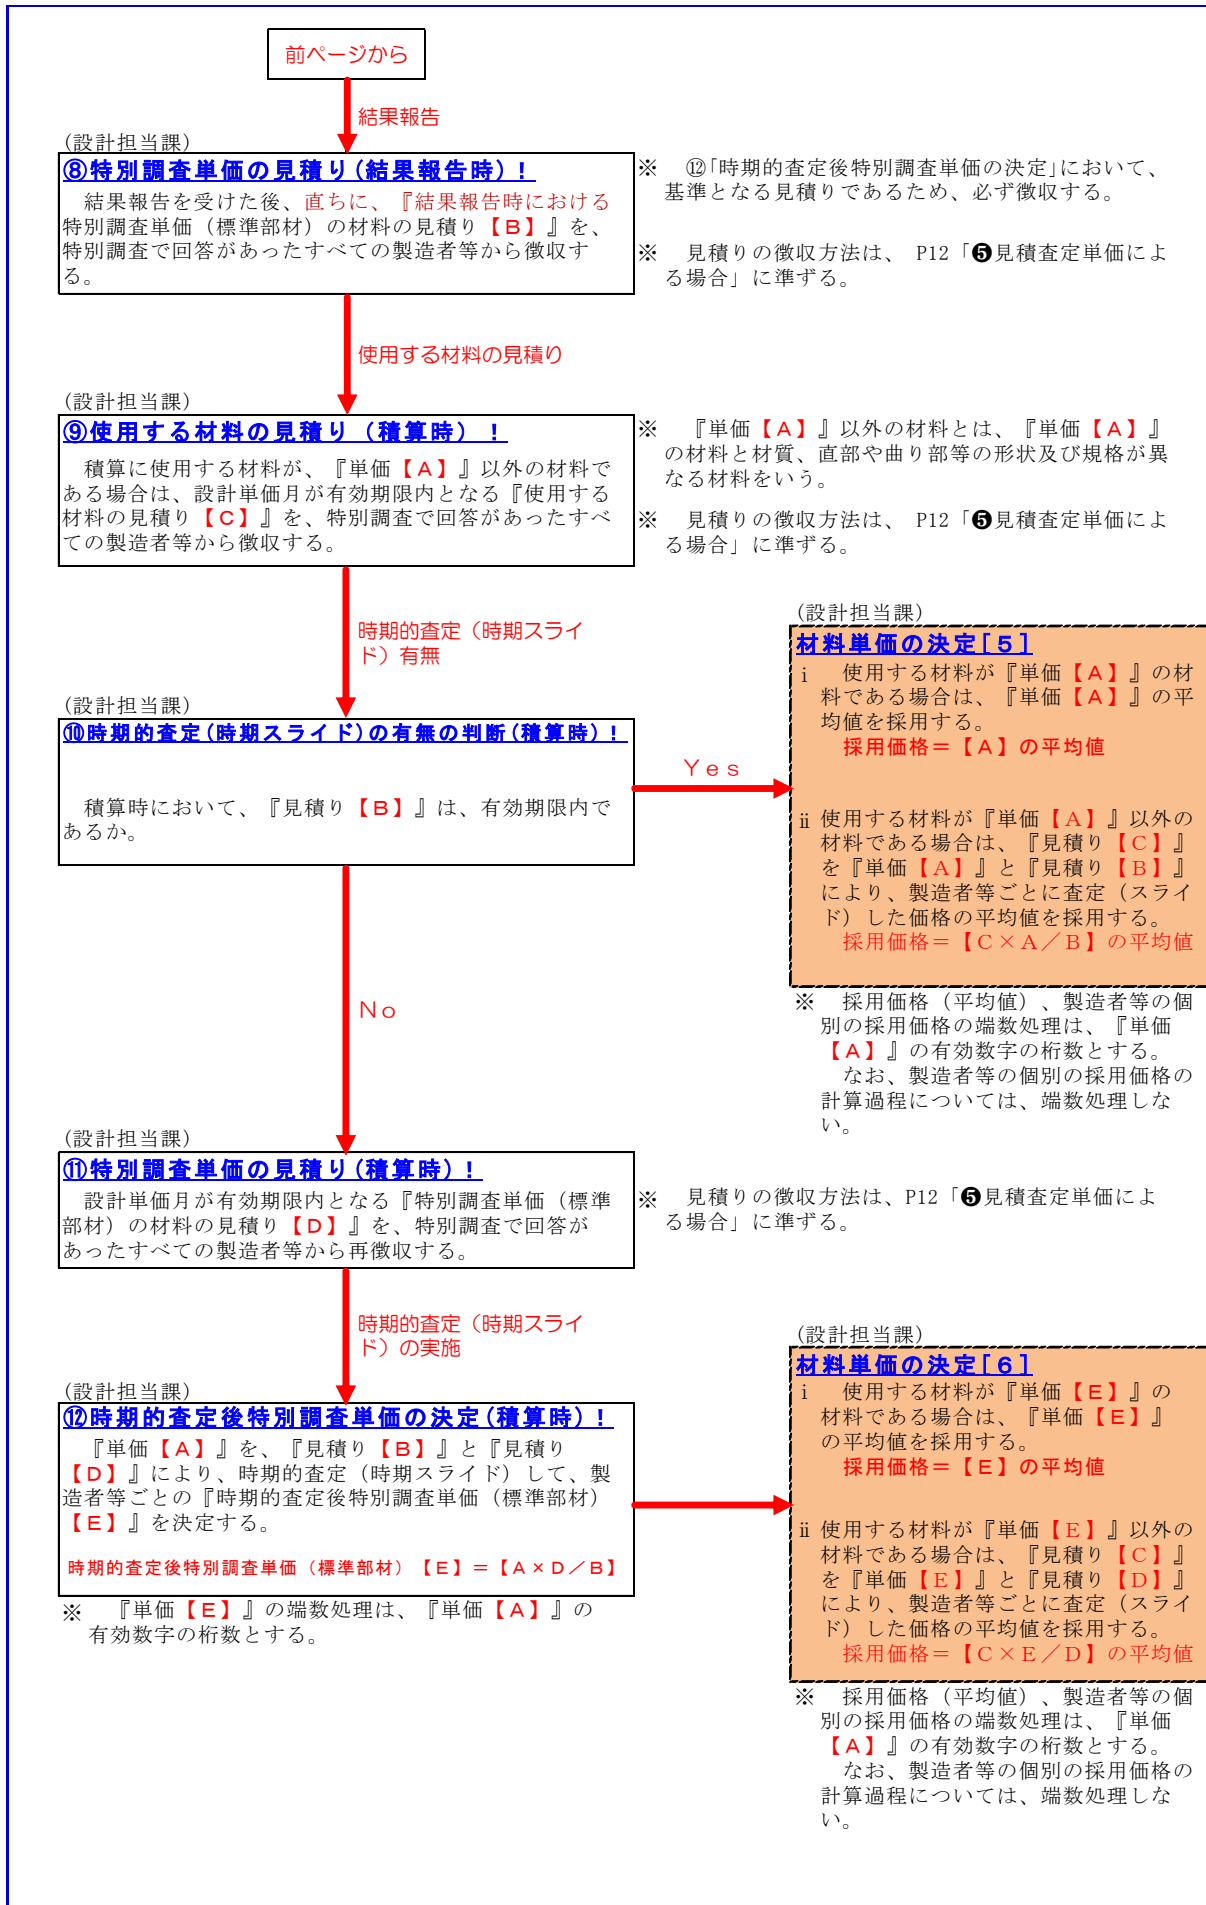 前ページから
結果報告
(設計担当課)
⑧特別調査単価の見積り(結果報告時)！
結果報告を受けた後、直ちに、『結果報告時における
特別調査単価（標準部材）の材料の見積り【B】』を、
特別調査で回答があったすべての製造者等から徴収す
る。
※　⑫｢時期的査定後特別調査単価の決定｣において、
基準となる見積りであるため、必ず徴収する。
※　見積りの徴収方法は、 P12「❺見積査定単価によ
る場合」に準ずる。
使用する材料の見積り
(設計担当課)
⑨使用する材料の見積り（積算時）！
積算に使用する材料が、『単価【A】』以外の材料で
ある場合は、設計単価月が有効期限内となる『使用する
材料の見積り【C】』を、特別調査で回答があったすべ
ての製造者等から徴収する。
※　『単価【A】』以外の材料とは、『単価【A】』
の材料と材質、直部や曲り部等の形状及び規格が異
なる材料をいう。
※　見積りの徴収方法は、 P12「❺見積査定単価によ
る場合」に準ずる。
時期的査定（時期スライ
ド）有無
(設計担当課)
⑩時期的査定(時期スライド)の有無の判断(積算時)！
積算時において、『見積り【B】』は、有効期限内で
あるか。
Yes
(設計担当課)
材料単価の決定[5]
ⅰ　使用する材料が『単価【A】』の材
料である場合は、『単価【A】』の平
均値を採用する。
採用価格＝【A】の平均値
ⅱ 使用する材料が『単価【A】』以外の
材料である場合は、『見積り【C】』
を『単価【A】』と『見積り【B】』
により、製造者等ごとに査定（スライ
ド）した価格の平均値を採用する。
採用価格＝【C×A／B】の平均値
※　採用価格（平均値）、製造者等の個
別の採用価格の端数処理は、『単価
【A】』の有効数字の桁数とする。
なお、製造者等の個別の採用価格の
計算過程については、端数処理しな
い。
No
(設計担当課)
⑪特別調査単価の見積り(積算時)！
設計単価月が有効期限内となる『特別調査単価（標準
部材）の材料の見積り【D】』を、特別調査で回答が
あったすべての製造者等から再徴収する。
※　見積りの徴収方法は、P12「❺見積査定単価によ
る場合」に準ずる。
時期的査定（時期スライ
ド）の実施
(設計担当課)
⑫時期的査定後特別調査単価の決定(積算時)！
『単価【A】』を、『見積り【B】』と『見積り
【D】』により、時期的査定（時期スライド）して、製
造者等ごとの『時期的査定後特別調査単価（標準部材）
【E】』を決定する。
時期的査定後特別調査単価（標準部材）【E】＝【A×D／B】
※　『単価【E】』の端数処理は、『単価【A】』の
有効数字の桁数とする。
(設計担当課)
材料単価の決定[6]
ⅰ　使用する材料が『単価【E】』の
材料である場合は、『単価【E】』
の平均値を採用する。
採用価格＝【E】の平均値
ⅱ 使用する材料が『単価【E】』以外の
材料である場合は、『見積り【C】』
を『単価【E】』と『見積り【D】』
により、製造者等ごとに査定（スライ
ド）した価格の平均値を採用する。
採用価格＝【C×E／D】の平均値
※　採用価格（平均値）、製造者等の個
別の採用価格の端数処理は、『単価
【A】』の有効数字の桁数とする。
なお、製造者等の個別の採用価格の
計算過程については、端数処理しな
い。